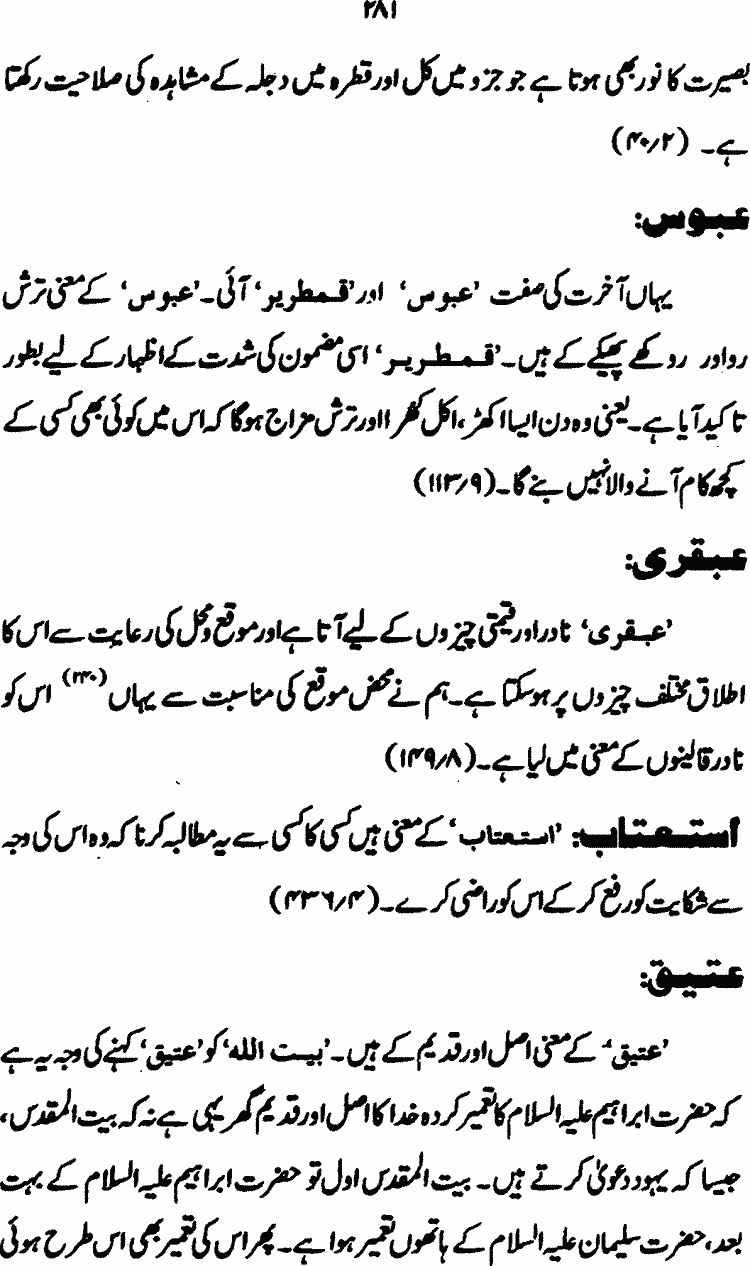 ۲۸۱
بصیرت کا نور بھی ہوتا ہے جو جزو میں کل اور قطرہ میں دجلہ کے مشاہدہ کی صلاحیت رکھتا
ہے۔ (۴۰/۲)
عبوس:
یہاں آخرت کی صفت ’عبوس‘ اور ’قمطریر‘ آئی۔ ’عبوس‘ کے معنی ترش
رو اور روکھے پھیکے کے ہیں۔ ’قمطریر‘ اسی مضمون کی شدت کے اظہار کے لیے بطور
تاکید آیا ہے۔ یعنی وہ دن ایسا اکھڑ، اکل کھرا اور ترش مزاج ہوگا کہ اس میں کوئی بھی کسی کے
کچھ کام آنے والا نہیں بنے گا۔ (۱۱۳/۹)
عبقری:
’عبقری‘ نادر اور قیمتی چیزوں کے لیے آتا ہے اور موقع و محل کی رعایت سے اس کا
اطلاق مختلف چیزوں پر ہو سکتا ہے۔ ہم نے محض موقع کی مناسبت سے یہاں (۲۴۰) اس کو
نادر قالینوں کے معنی میں لیا ہے۔ (۱۴۹/۸)
استعتاب: ’استعتاب‘ کے معنی ہیں کسی کا کسی سے یہ مطالبہ کرنا کہ وہ اس کی وجہ
سے شکایت کو رفع کر کے اس کو راضی کرے۔ (۴۳۶/۴)
عتیق:
’عتیق‘ کے معنی اصل اور قدیم کے ہیں۔ ’بیت اللہ‘ کو ’عتیق‘ کہنے کی وجہ یہ ہے
کہ حضرت ابراہیم علیہ السلام کا تعمیر کردہ خدا کا اصل اور قدیم گھر یہی ہے نہ کہ بیت المقدس،
جیسا کہ یہود دعویٰ کرتے ہیں۔ بیت المقدس اول تو حضرت ابراہیم علیہ السلام کے بہت
بعد، حضرت سلیمان علیہ السلام کے ہاتھوں تعمیر ہوا ہے۔ پھر اس کی تعمیر بھی اس طرح ہوئی